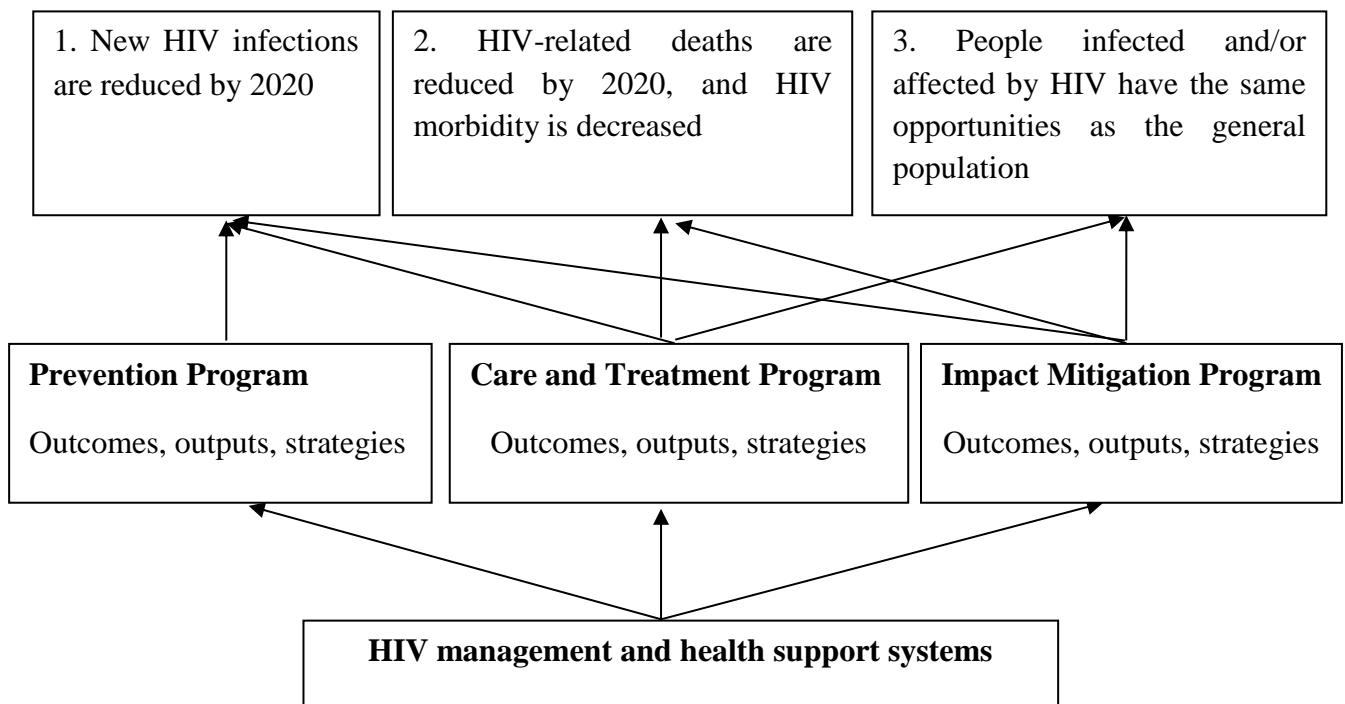 1. New HIV infections
are reduced by 2020
2. HIV-related deaths are
reduced by 2020, and HIV
morbidity is decreased
3. People infected and/or
affected by HIV have the same
opportunities as the general
population
Prevention Program
Outcomes, outputs, strategies
Care and Treatment Program
Outcomes, outputs, strategies
Impact Mitigation Program
Outcomes, outputs, strategies
HIV management and health support systems